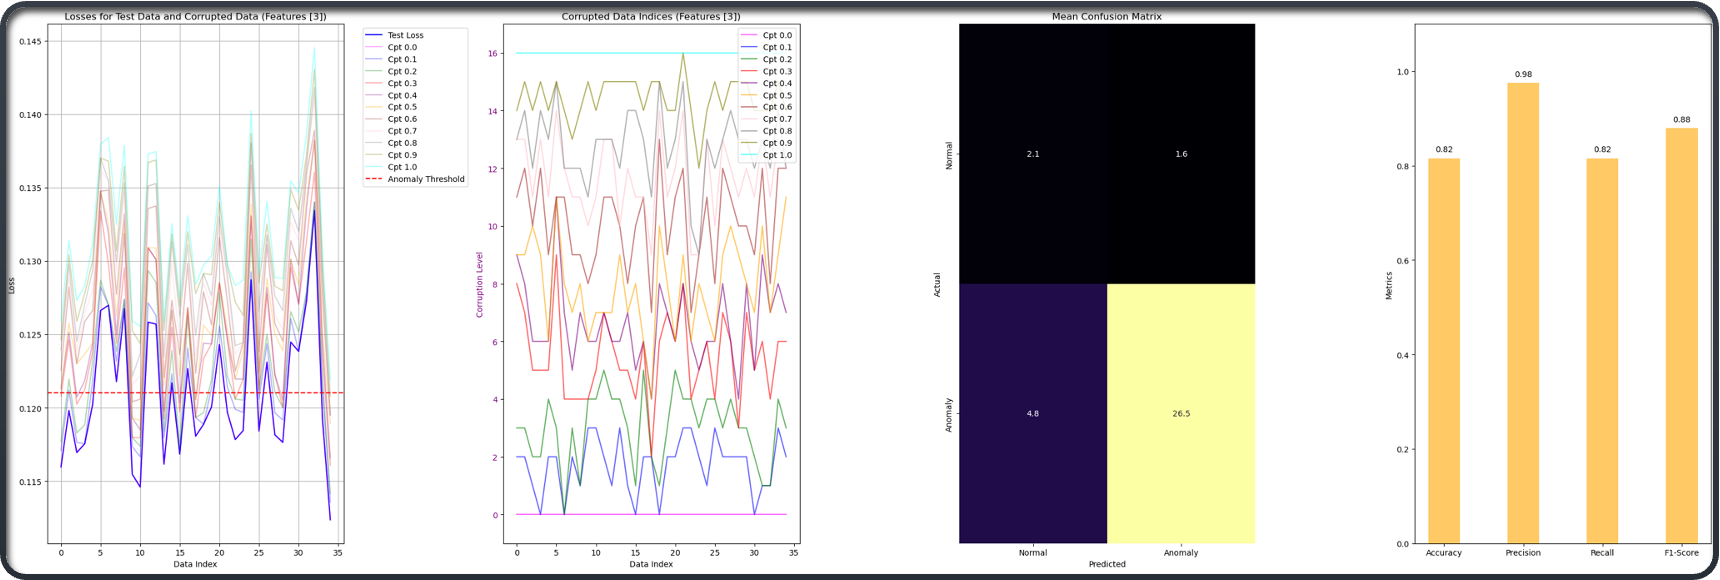 Losses for Test Data and Corrupted Data (Features [3])
0.145
0.140
0.135
0.130
0.125
0.120
0.115
Loss
0 5 10 15 20 25 30 35
Data Index
Test Loss
Cpt 0.0
Cpt 0.1
Cpt 0.2
Cpt 0.3
Cpt 0.4
Cpt 0.5
Cpt 0.6
Cpt 0.7
Cpt 0.8
Cpt 0.9
Cpt 1.0
Anomaly Threshold
Corrupted Data Indices (Features [3])
16
14
12
10
8
6
4
2
0
Corruption Level
0 5 10 15 20 25 30 35
Data Index
Cpt 0.0
Cpt 0.1
Cpt 0.2
Cpt 0.3
Cpt 0.4
Cpt 0.5
Cpt 0.6
Cpt 0.7
Cpt 0.8
Cpt 0.9
Cpt 1.0
Mean Confusion Matrix
Actual
Normal
2.1 1.6
Anomaly
4.8 26.5
Normal Anomaly
Predicted
Metrics
1.0
0.8
0.6
0.4
0.2
0.0
0.82
0.98
0.82
0.88
Accuracy Precision Recall F1-Score